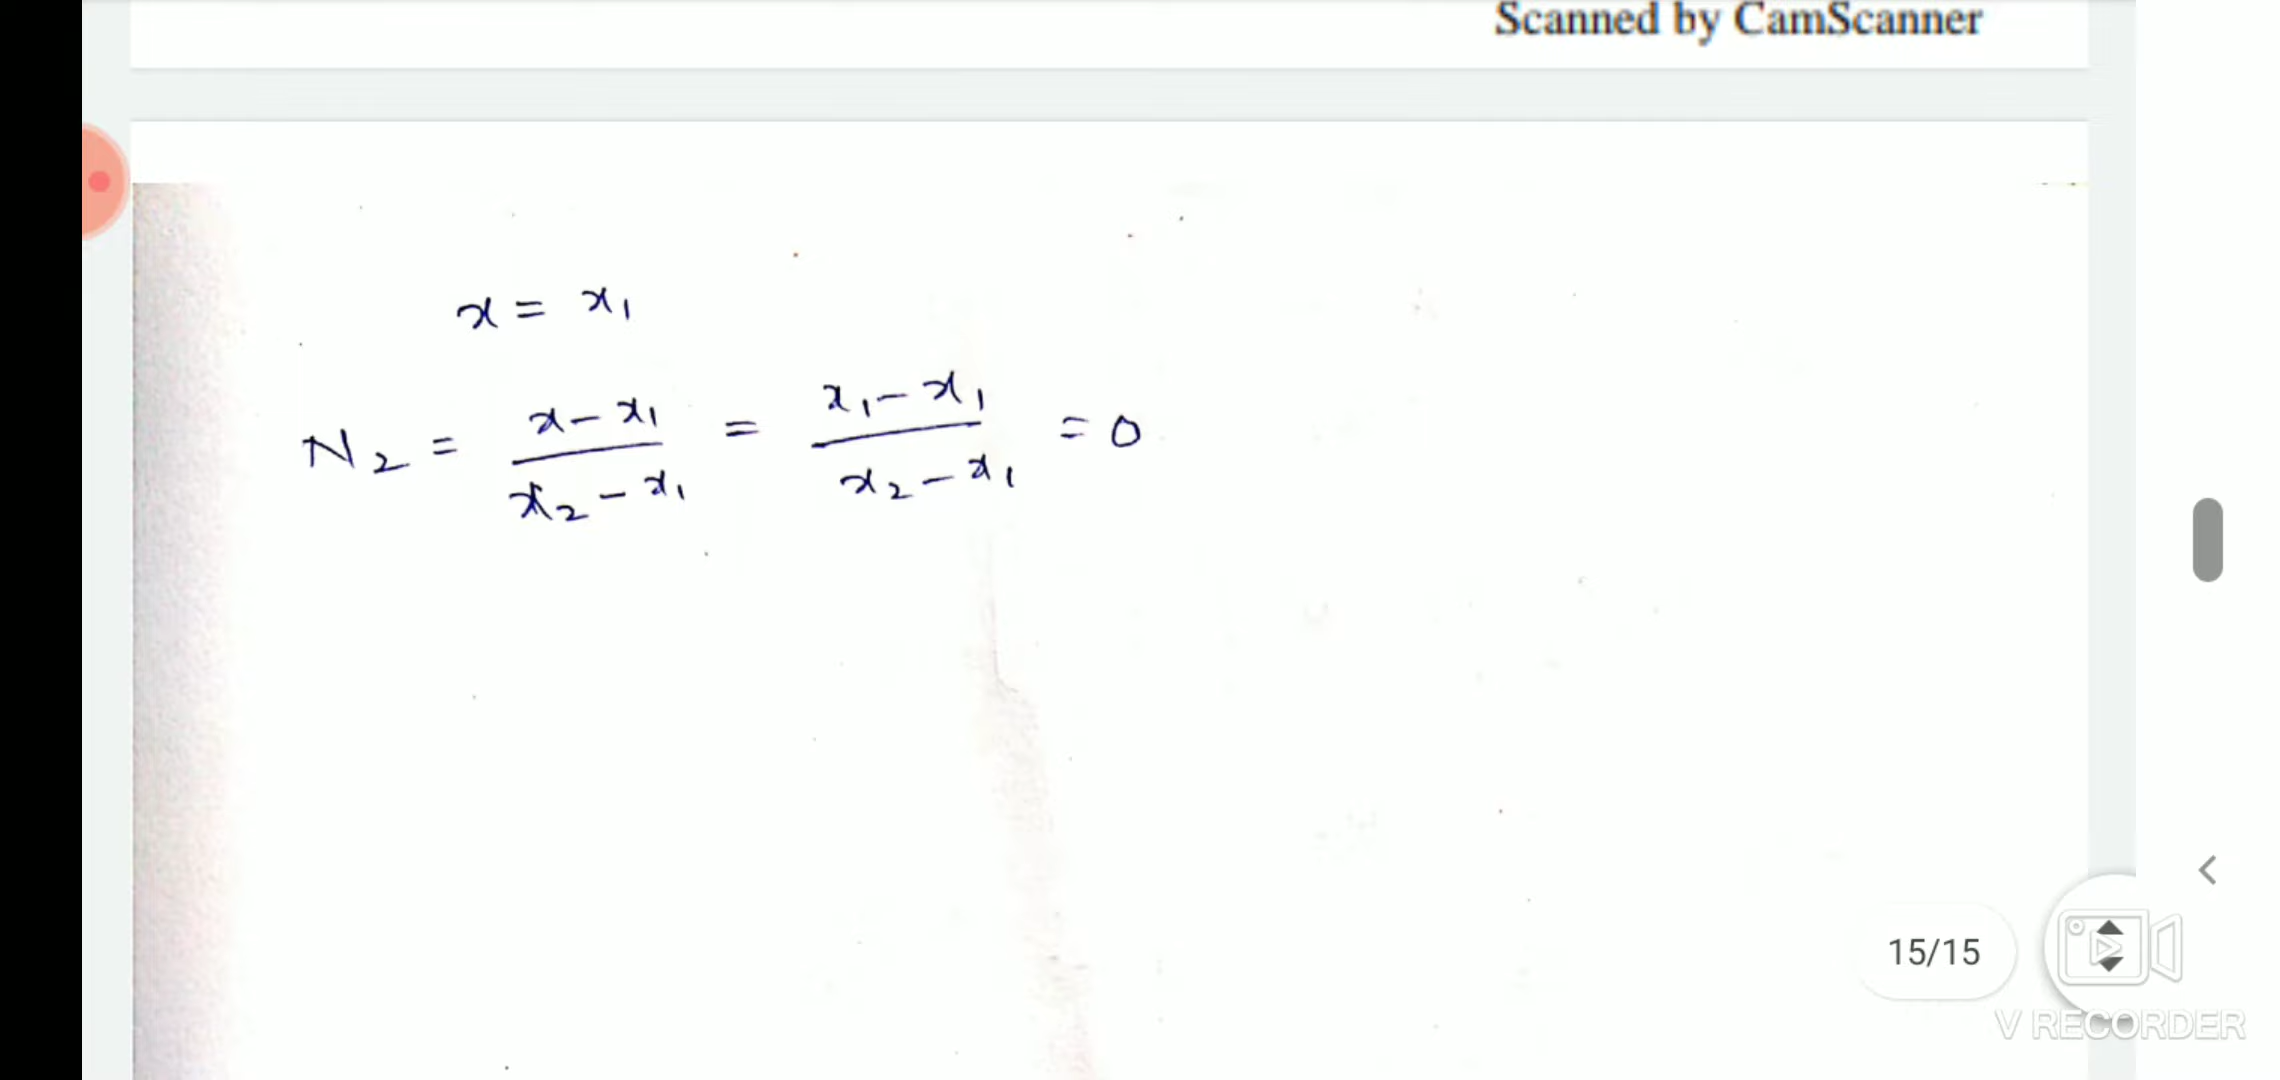 Scanned by CamScanner
x = x₁
N₂ = (x - x₁)/(x₂ - x₁) = (x₁ - x₁)/(x₂ - x₁) = 0
15/15
V RECORDER